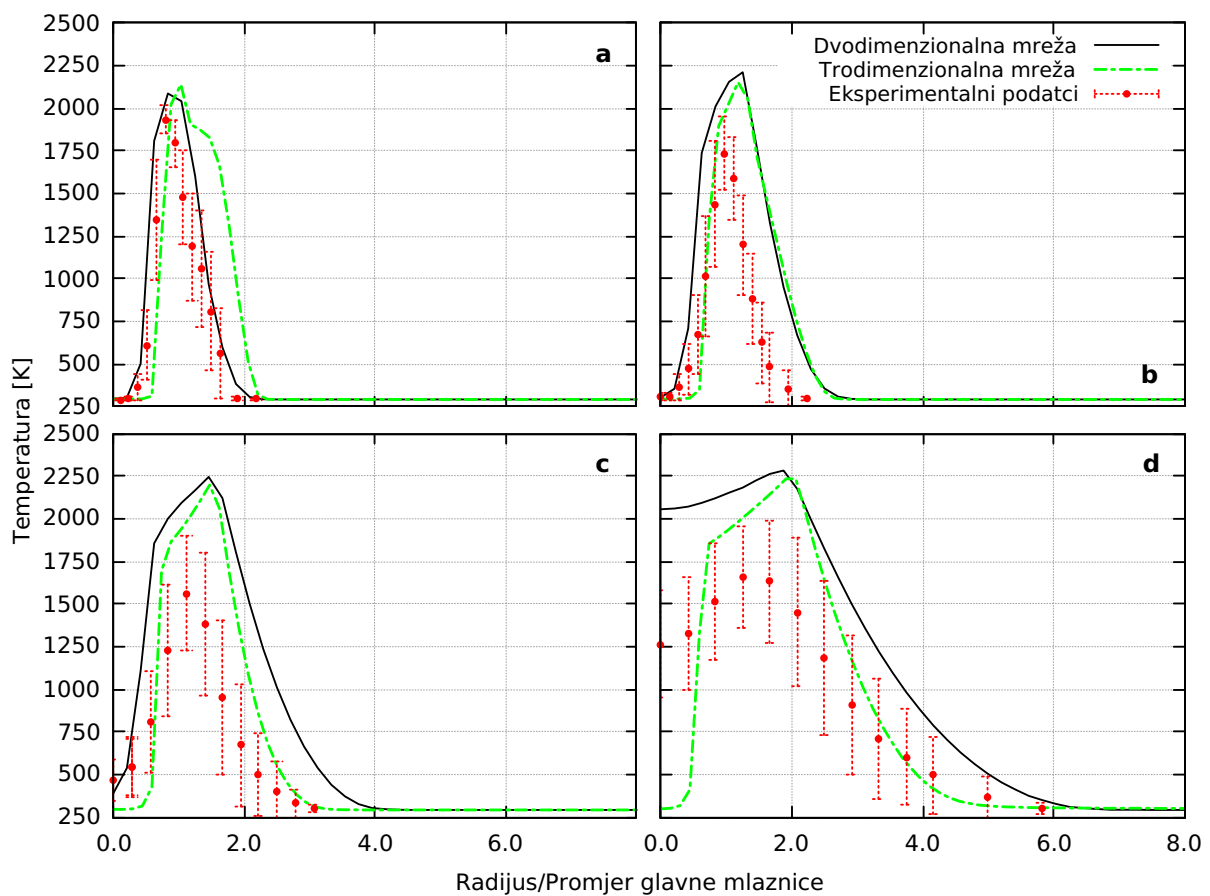 2500
2250
2000
1750
1500
1250
1000
750
500
250
a
Dvodimenzionalna mreža
Trodimenzionalna mreža
Eksperimentalni podatci
b
Temperatura [K]
2500
2250
2000
1750
1500
1250
1000
750
500
250
c
d
0.0 2.0 4.0 6.0 0.0 2.0 4.0 6.0 8.0
Radijus/Promjer glavne mlaznice